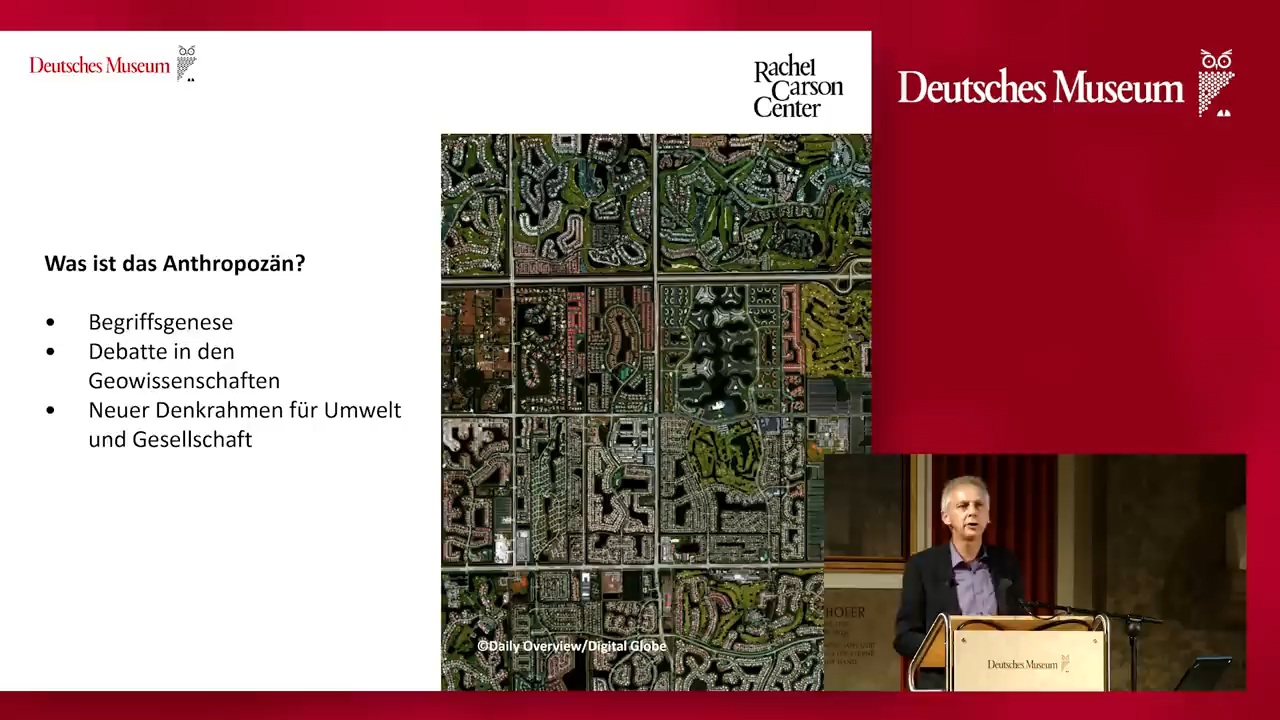 Deutsches Museum
Rachel
Carson
Center
Deutsches Museum
Was ist das Anthropozän?
• Begriffsgenese
• Debatte in den
Geowissenschaften
• Neuer Denkrahmen für Umwelt
und Gesellschaft
©Daily Overview/Digital Globe
HOFER
Deutsches Museum